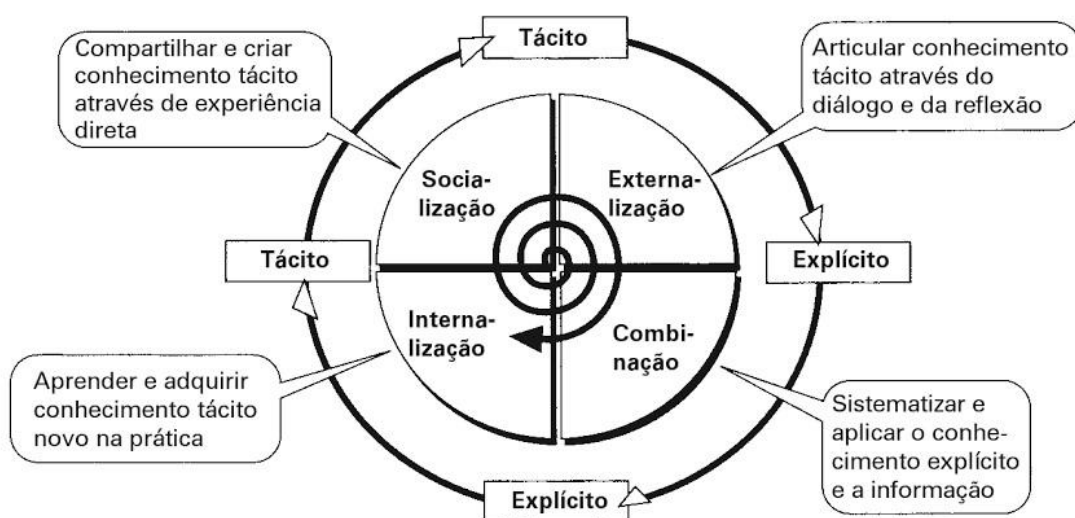 Tácito
Compartilhar e criar
conhecimento tácito
através de experiência
direta
Articular conhecimento
tácito através do
diálogo e da reflexão
Socia-
lização
Externa-
lização
Tácito
Explícito
Interna-
lização
Combi-
nação
Aprender e adquirir
conhecimento tácito
novo na prática
Sistematizar e
aplicar o conhe-
cimento explícito
e a informação
Explícito